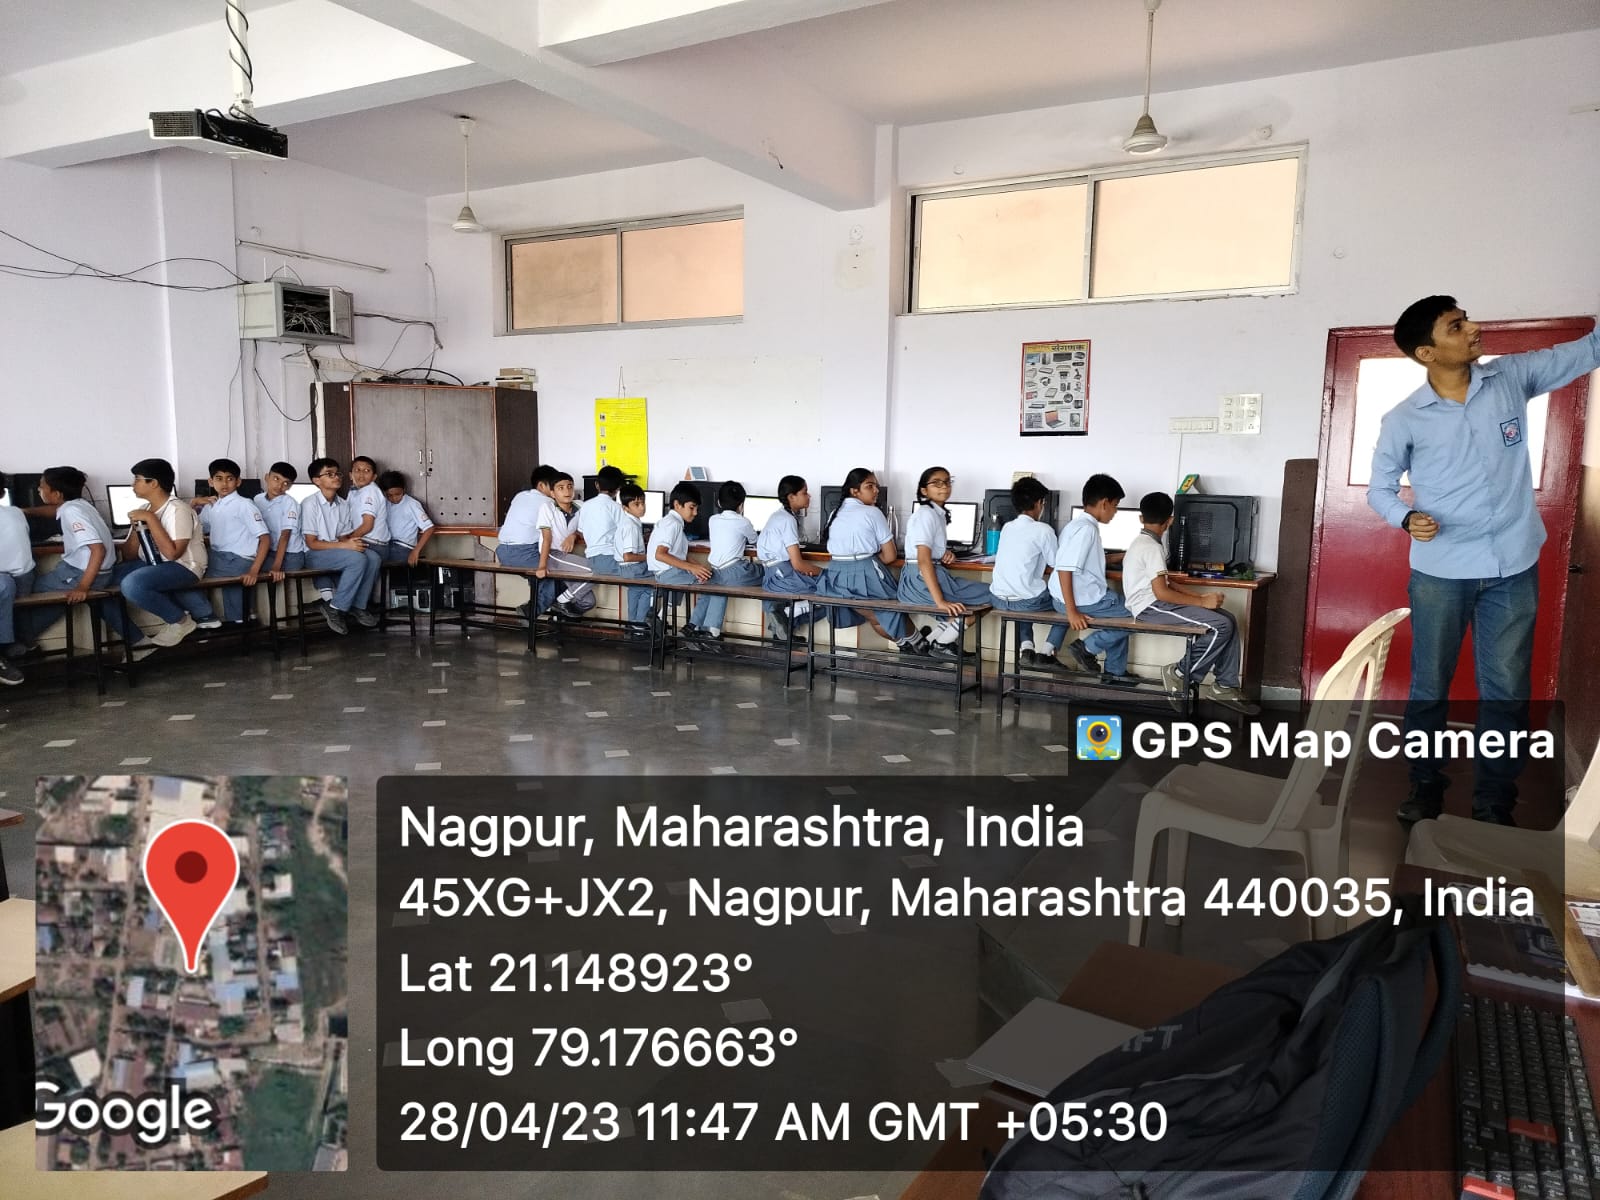 संगणक
GPS Map Camera
Nagpur, Maharashtra, India
45XG+JX2, Nagpur, Maharashtra 440035, India
Lat 21.148923°
Long 79.176663°
28/04/23 11:47 AM GMT +05:30
Google